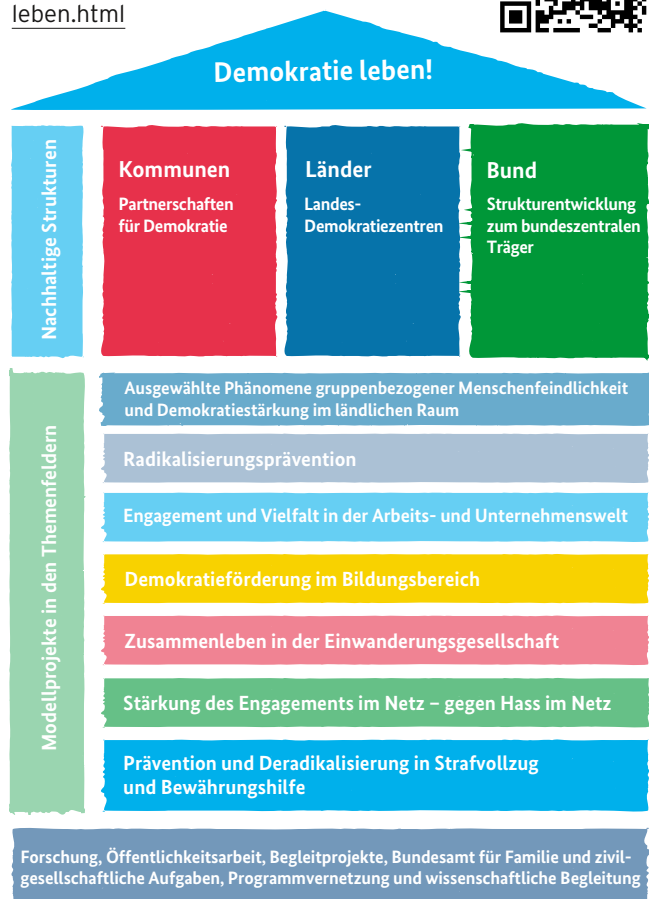 leben.html
Demokratie leben!
Nachhaltige Strukturen
Kommunen
Partnerschaften
für Demokratie
Länder
Landes-
Demokratiezentren
Bund
Strukturentwicklung
zum bundeszentralen
Träger
Modellprojekte in den Themenfeldern
Ausgewählte Phänomene gruppenbezogener Menschenfeindlichkeit
und Demokratiestärkung im ländlichen Raum
Radikalisierungsprävention
Engagement und Vielfalt in der Arbeits- und Unternehmenswelt
Demokratieförderung im Bildungsbereich
Zusammenleben in der Einwanderungsgesellschaft
Stärkung des Engagements im Netz – gegen Hass im Netz
Prävention und Deradikalisierung in Strafvollzug
und Bewährungshilfe
Forschung, Öffentlichkeitsarbeit, Begleitprojekte, Bundesamt für Familie und zivil-
gesellschaftliche Aufgaben, Programmvernetzung und wissenschaftliche Begleitung